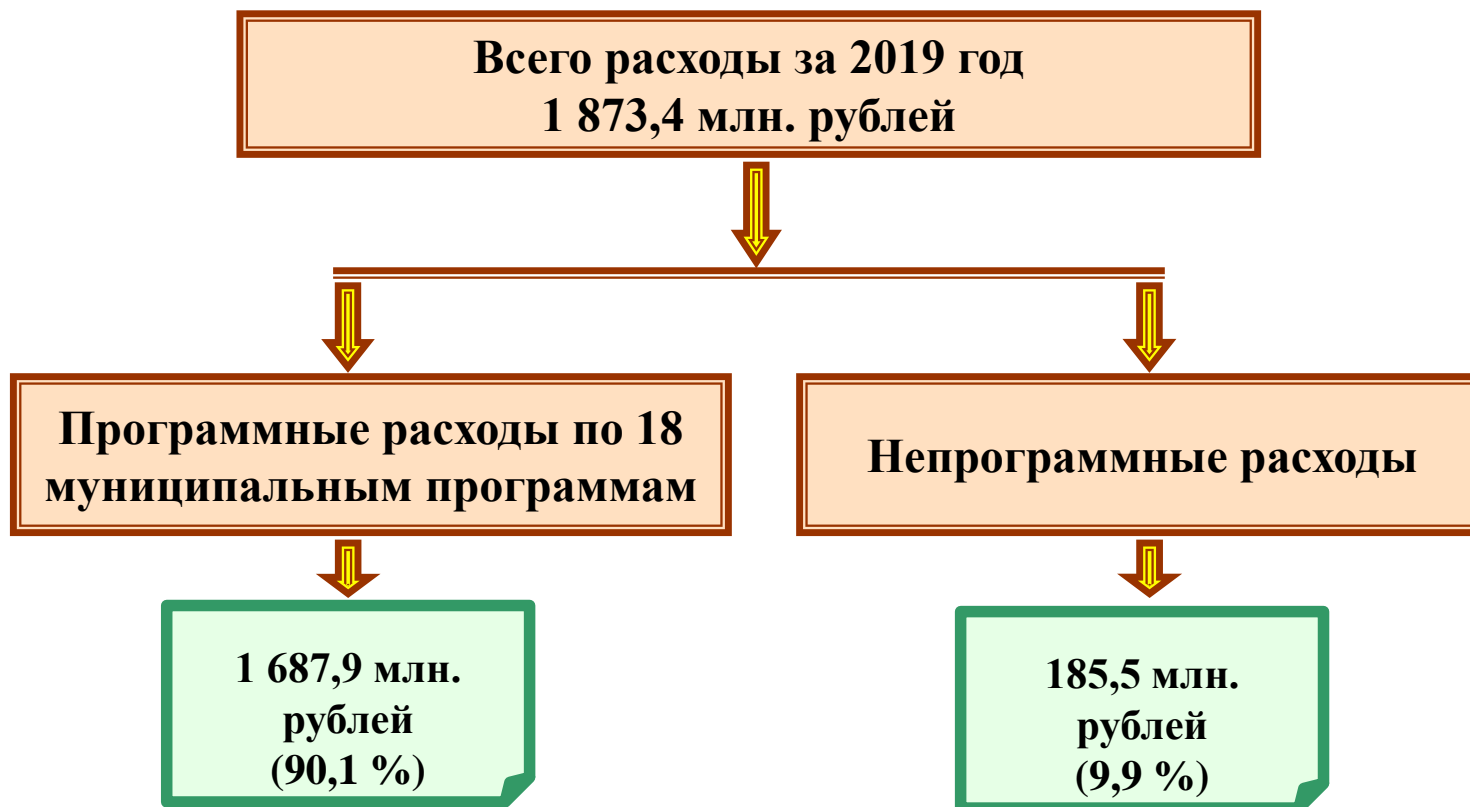 Всего расходы за 2019 год
1 873,4 млн. рублей
Программные расходы по 18
муниципальным программам
Непрограммные расходы
1 687,9 млн.
рублей
(90,1 %)
185,5 млн.
рублей
(9,9 %)